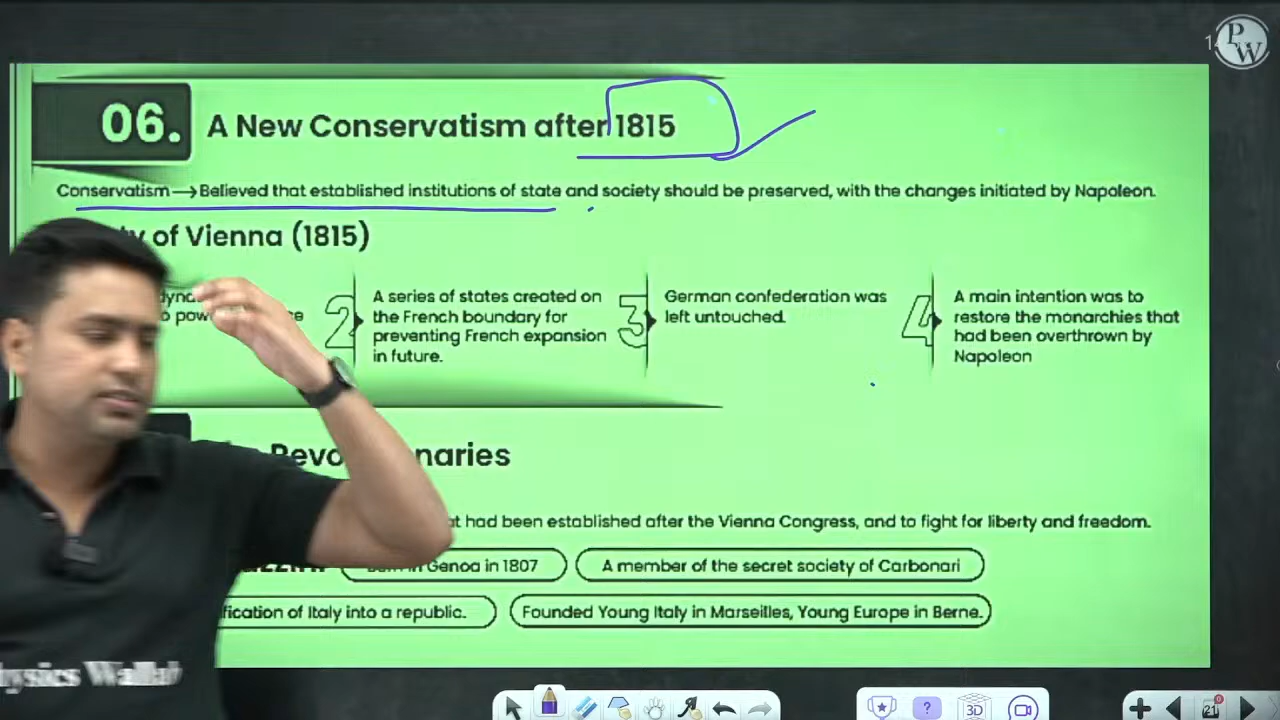 PW
06. A New Conservatism after 1815
Conservatism → Believed that established institutions of state and society should be preserved, with the changes initiated by Napoleon.
of Vienna (1815)
2 A series of states created on
the French boundary for
preventing French expansion
in future.
3 German confederation was
left untouched.
4 A main intention was to
restore the monarchies that
had been overthrown by
Napoleon
had been established after the Vienna Congress, and to fight for liberty and freedom.
in Genoa in 1807
A member of the secret society of Carbonari
of Italy into a republic.
Founded Young Italy in Marseilles, Young Europe in Berne.
3D
21